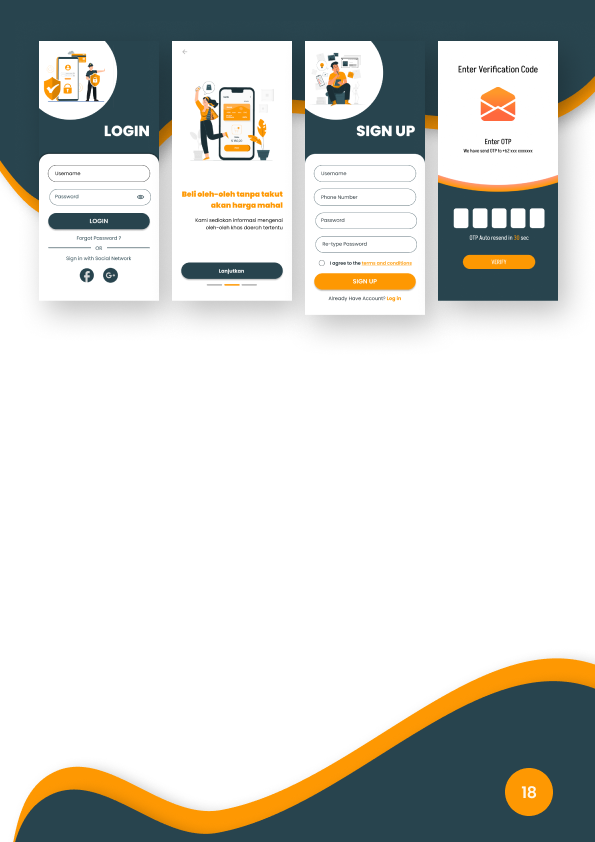 LOGIN
Username
Password
LOGIN
Forgot Password ?
OR
Sign in with Social Network
Beli oleh-oleh tanpa takut
akan harga mahal
Kami sediakan informasi mengenai
oleh-oleh khas daerah tertentu
Lanjutkan
SIGN UP
Username
Phone Number
Password
Re-type Password
I agree to the terms and conditions
SIGN UP
Already Have Account? Log in
Enter Verification Code
Enter OTP
We have send OTP to +62 xxx xxxxxxx
OTP Auto resend in 39 sec
VERIFY
18